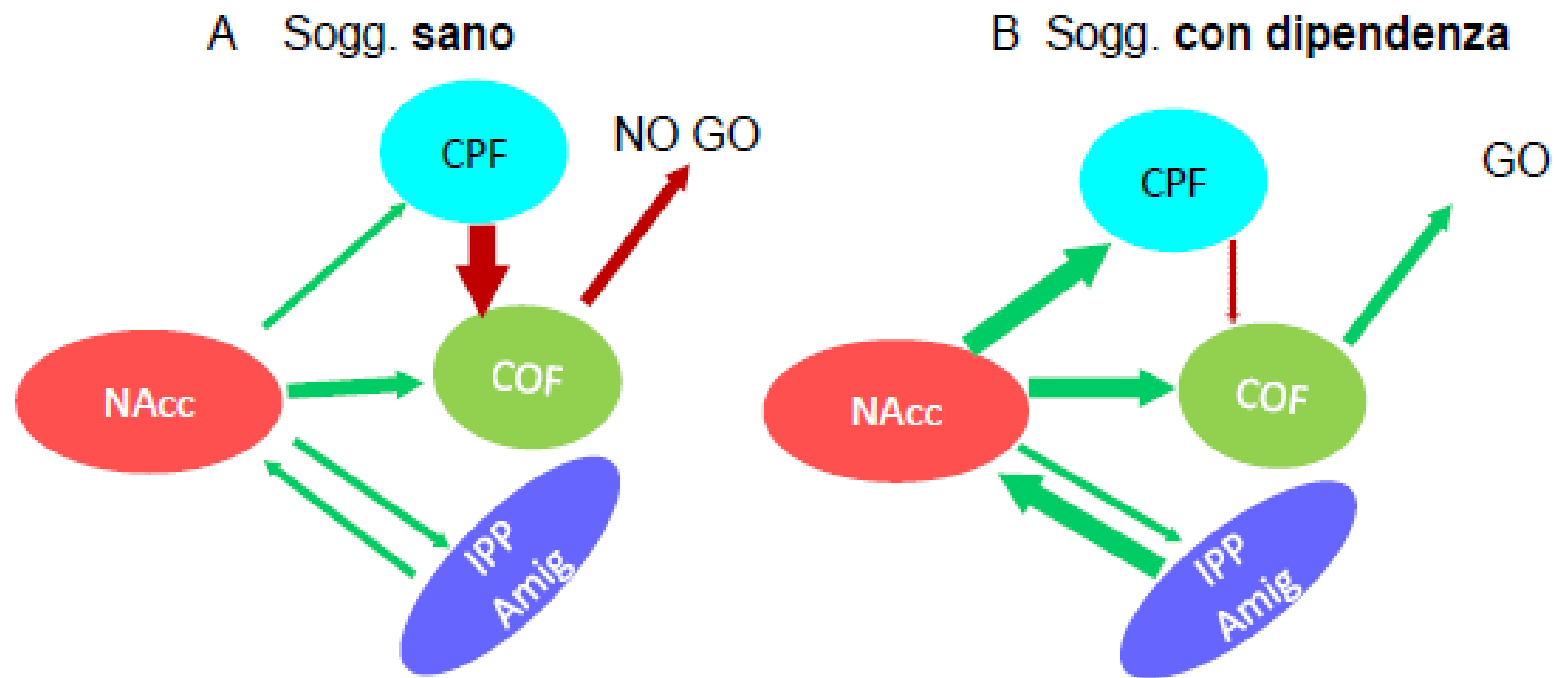 A Sogg. sano
CPF
NO GO
NAcc
COF
IPP
Amig
B Sogg. con dipendenza
CPF
GO
NAcc
COF
IPP
Amig